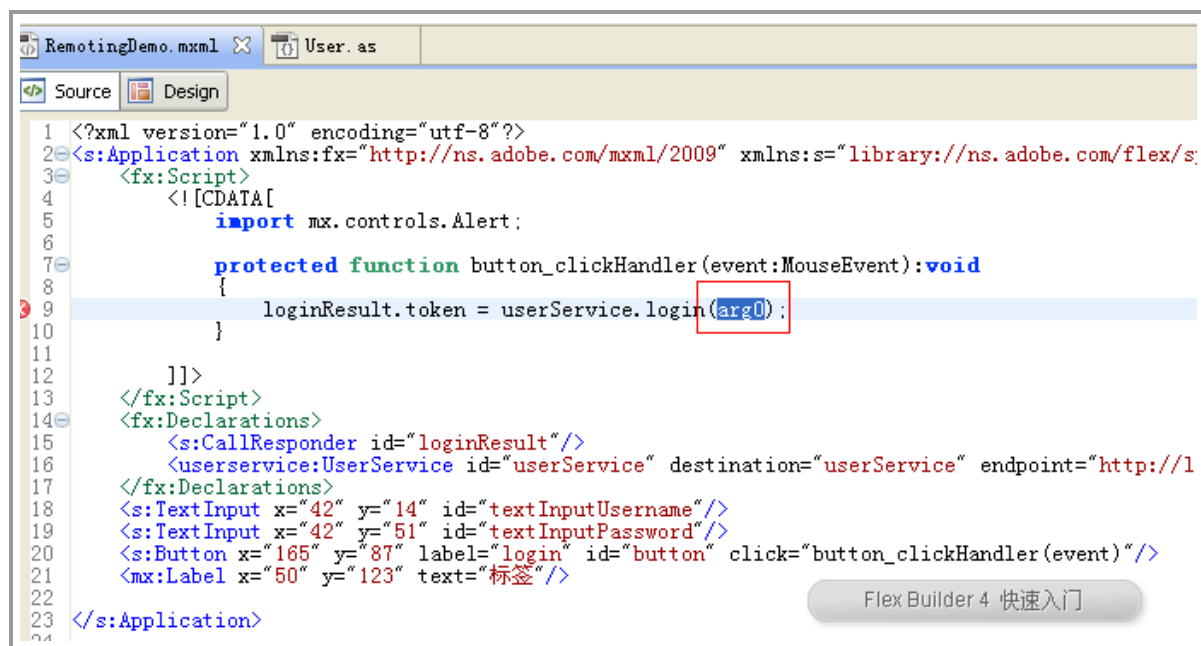 RemotingDemo.mxml User.as
Source Design
1 <?xml version="1.0" encoding="utf-8"?>
2 <s:Application xmlns:fx="http://ns.adobe.com/mxml/2009" xmlns:s="library://ns.adobe.com/flex/s
3 <fx:Script>
4 <![CDATA[
5 import mx.controls.Alert;
6
7 protected function button_clickHandler(event:MouseEvent):void
8 {
9 loginResult.token = userService.login(arg0);
10 }
11
12 ]]>
13 </fx:Script>
14 <fx:Declarations>
15 <s:CallResponder id="loginResult"/>
16 <userservice:UserService id="userService" destination="userService" endpoint="http://l
17 </fx:Declarations>
18 <s:TextInput x="42" y="14" id="textInputUsername"/>
19 <s:TextInput x="42" y="51" id="textInputPassword"/>
20 <s:Button x="165" y="87" label="login" id="button" click="button_clickHandler(event)"/>
21 <mx:Label x="50" y="123" text="标签"/>
22
Flex Builder 4 快速入门
23 </s:Application>